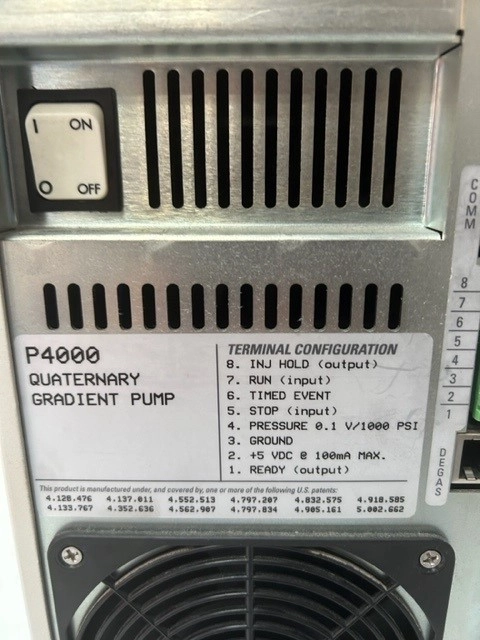 I ON
O OFF
COMM
8
7
6
5
4
3
2
1
DEGAS
P4000
QUATERNARY
GRADIENT PUMP
TERMINAL CONFIGURATION
8. INJ HOLD (output)
7. RUN (input)
6. TIMED EVENT
5. STOP (input)
4. PRESSURE 0.1 V/1000 PSI
3. GROUND
2. +5 VDC @ 100mA MAX.
1. READY (output)
This product is manufactured under, and covered by, one or more of the following U.S. patents:
4.128.476 4.137.011 4.552.513 4.797.207 4.832.575 4.918.585
4.133.767 4.352.636 4.562.907 4.797.834 4.905.161 5.002.662